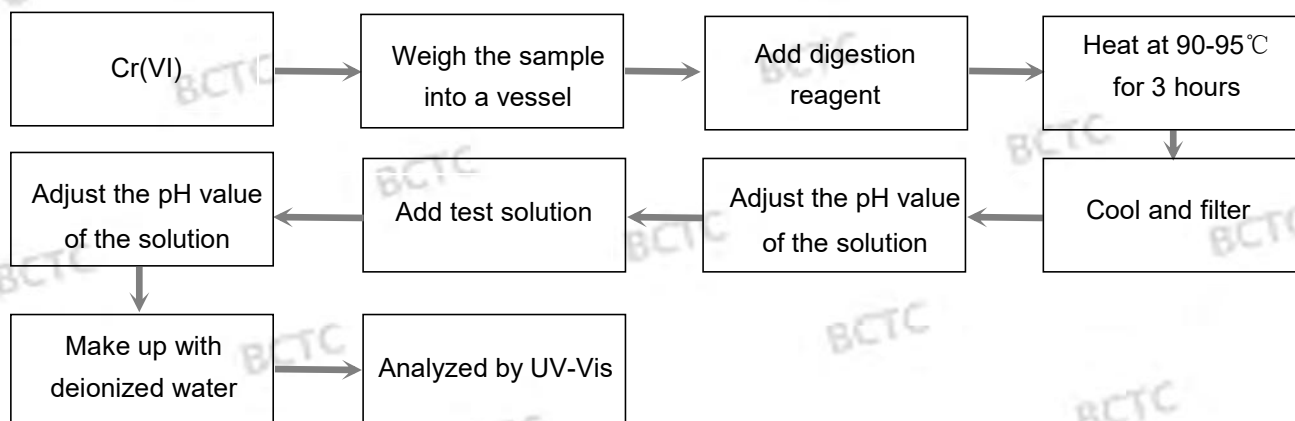 Cr(VI)
Weigh the sample
into a vessel
Add digestion
reagent
Heat at 90-95℃
for 3 hours
Cool and filter
Adjust the pH value
of the solution
Add test solution
Adjust the pH value
of the solution
Make up with
deionized water
Analyzed by UV-Vis
BCTC
BCTC
BCTC
BCTC
BCTC
BCTC
BCTC
BCTC
BCTC
BCTC